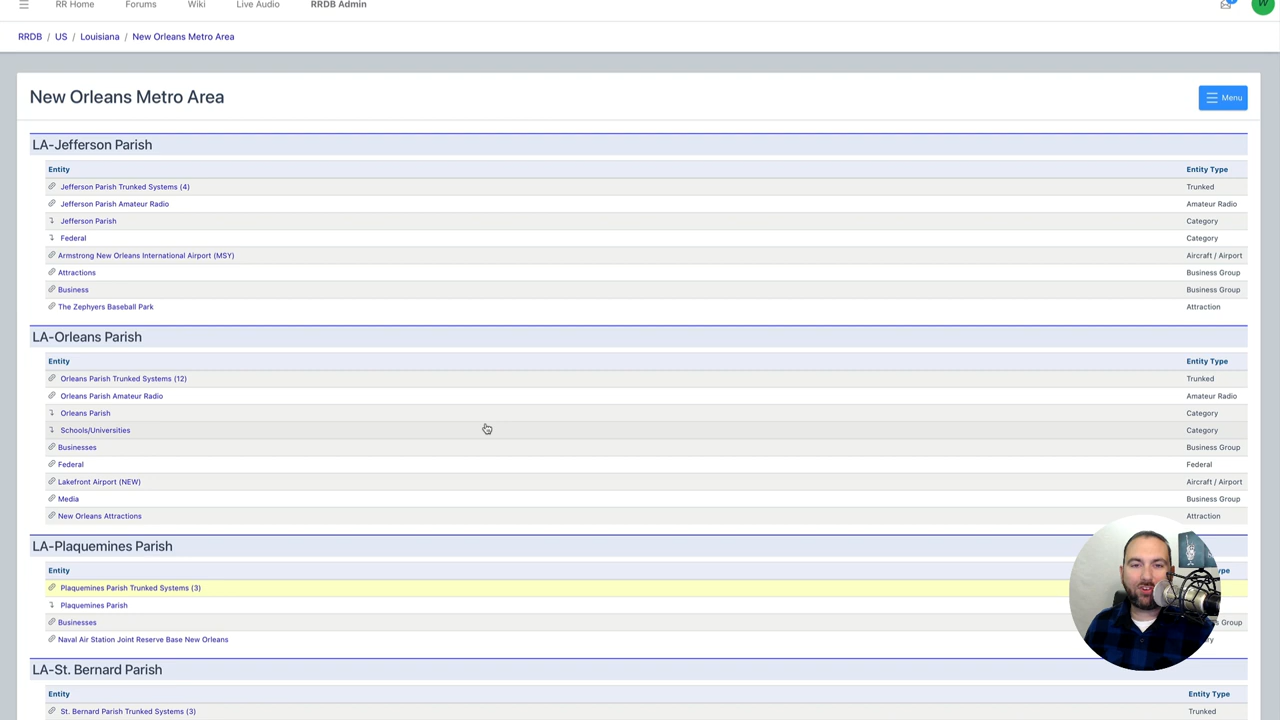 RR Home Forums Wiki Live Audio RRDB Admin W
RRDB / US / Louisiana / New Orleans Metro Area
New Orleans Metro Area Menu
LA-Jefferson Parish
Entity Entity Type
Jefferson Parish Trunked Systems (4) Trunked
Jefferson Parish Amateur Radio Amateur Radio
Jefferson Parish Category
Federal Category
Armstrong New Orleans International Airport (MSY) Aircraft / Airport
Attractions Business Group
Business Business Group
The Zephyers Baseball Park Attraction
LA-Orleans Parish
Entity Entity Type
Orleans Parish Trunked Systems (12) Trunked
Orleans Parish Amateur Radio Amateur Radio
Orleans Parish Category
Schools/Universities Category
Businesses Business Group
Federal Federal
Lakefront Airport (NEW) Aircraft / Airport
Media Business Group
New Orleans Attractions Attraction
LA-Plaquemines Parish
Entity
Plaquemines Parish Trunked Systems (3)
Plaquemines Parish
Businesses Group
Naval Air Station Joint Reserve Base New Orleans
LA-St. Bernard Parish
Entity Entity Type
St. Bernard Parish Trunked Systems (3) Trunked